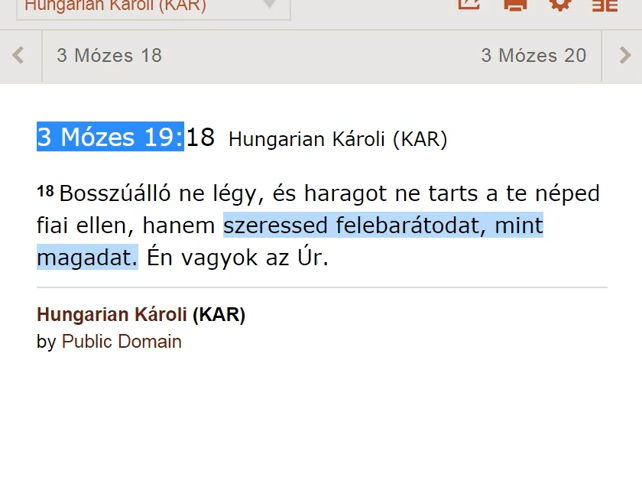 Hungarian Károli (KAR)
3 Mózes 18
3 Mózes 20
3 Mózes 19:18 Hungarian Károli (KAR)
18 Bosszúálló ne légy, és haragot ne tarts a te néped
fiai ellen, hanem szeressed felebarátodat, mint
magadat. Én vagyok az Úr.
Hungarian Károli (KAR)
by Public Domain